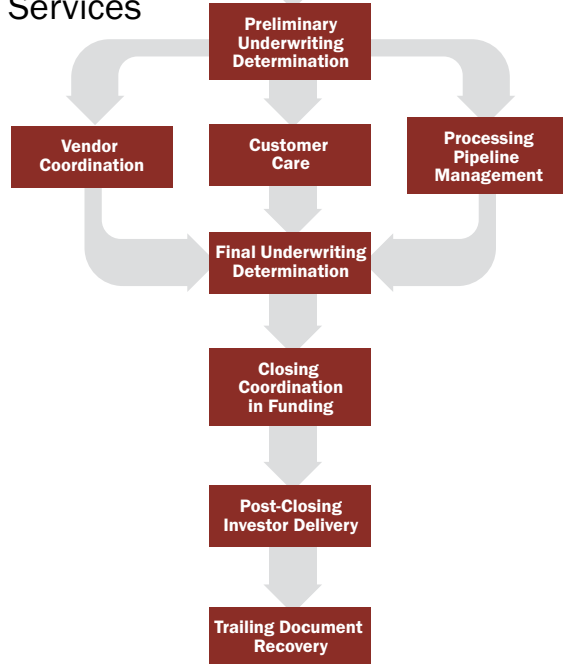 Services
Preliminary
Underwriting
Determination
Vendor
Coordination
Customer
Care
Processing
Pipeline
Management
Final Underwriting
Determination
Closing
Coordination
in Funding
Post-Closing
Investor Delivery
Trailing Document
Recovery